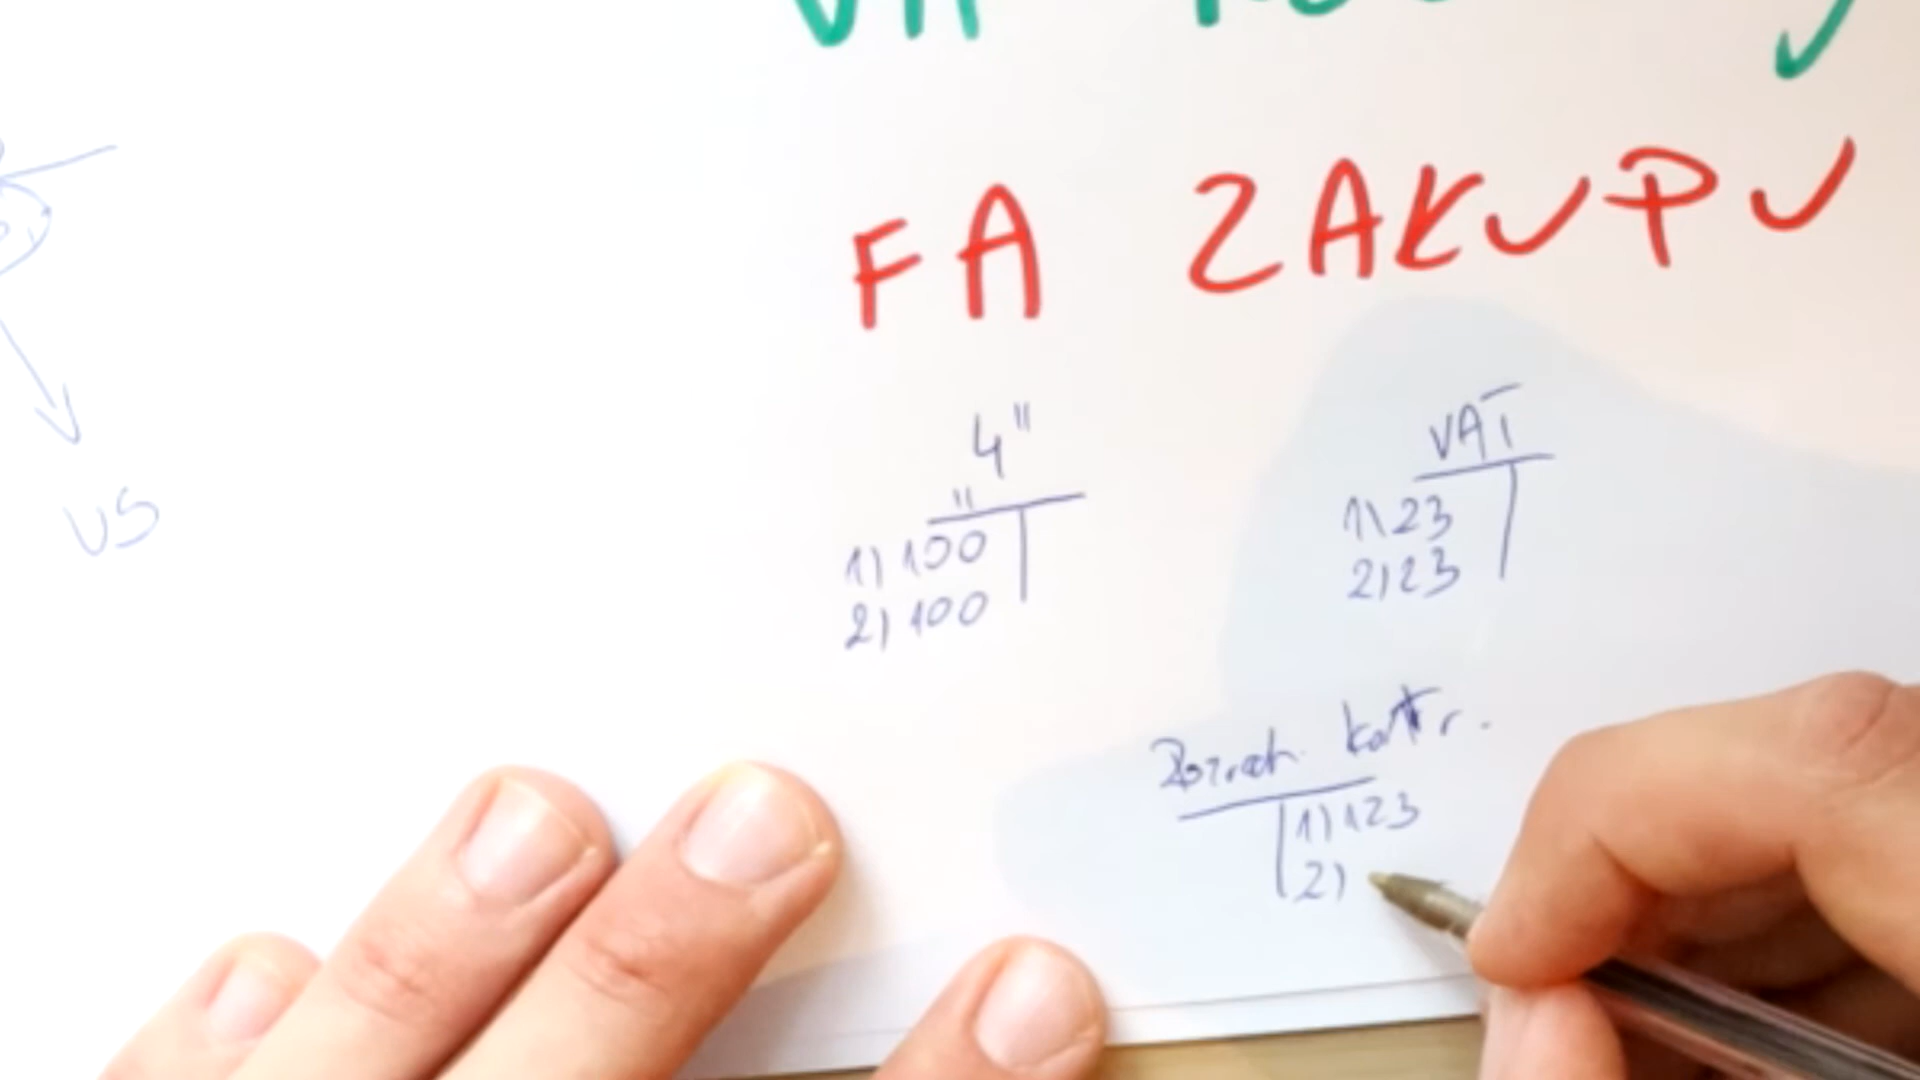 FA ZAKUPU
"4"
1) 100
2) 100
VAT
1) 23
2) 23
Rozrach. kontr.
1) 123
2)
US